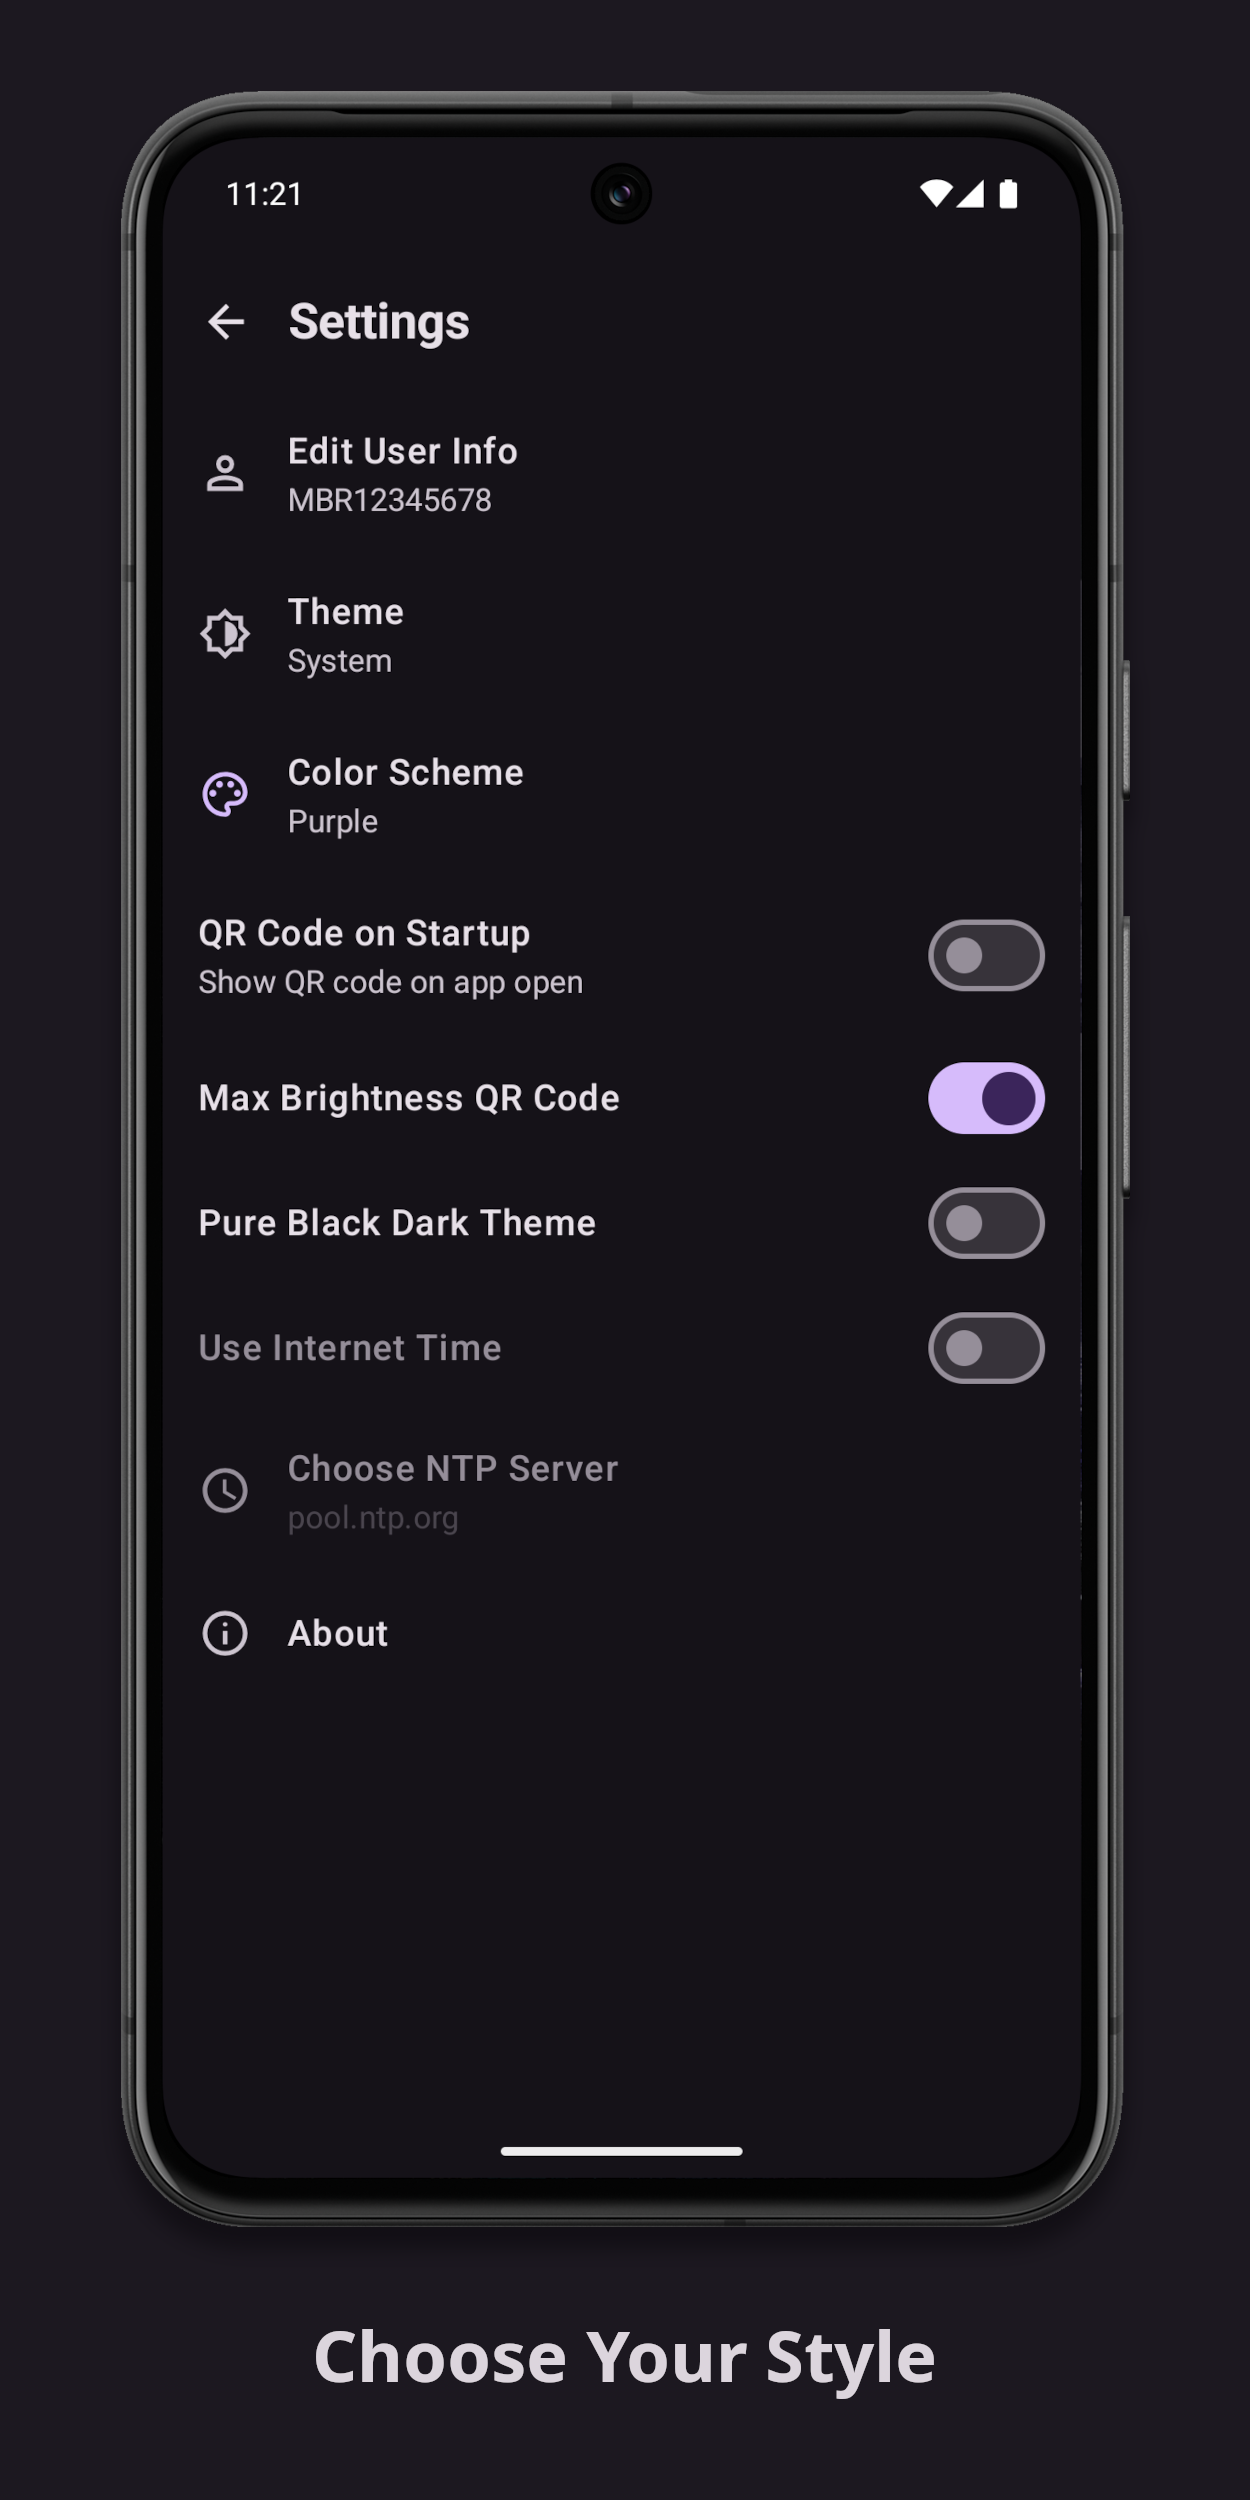 11:21
Settings
Edit User Info
MBR12345678
Theme
System
Color Scheme
Purple
QR Code on Startup
Show QR code on app open
Max Brightness QR Code
Pure Black Dark Theme
Use Internet Time
Choose NTP Server
pool.ntp.org
About
Choose Your Style